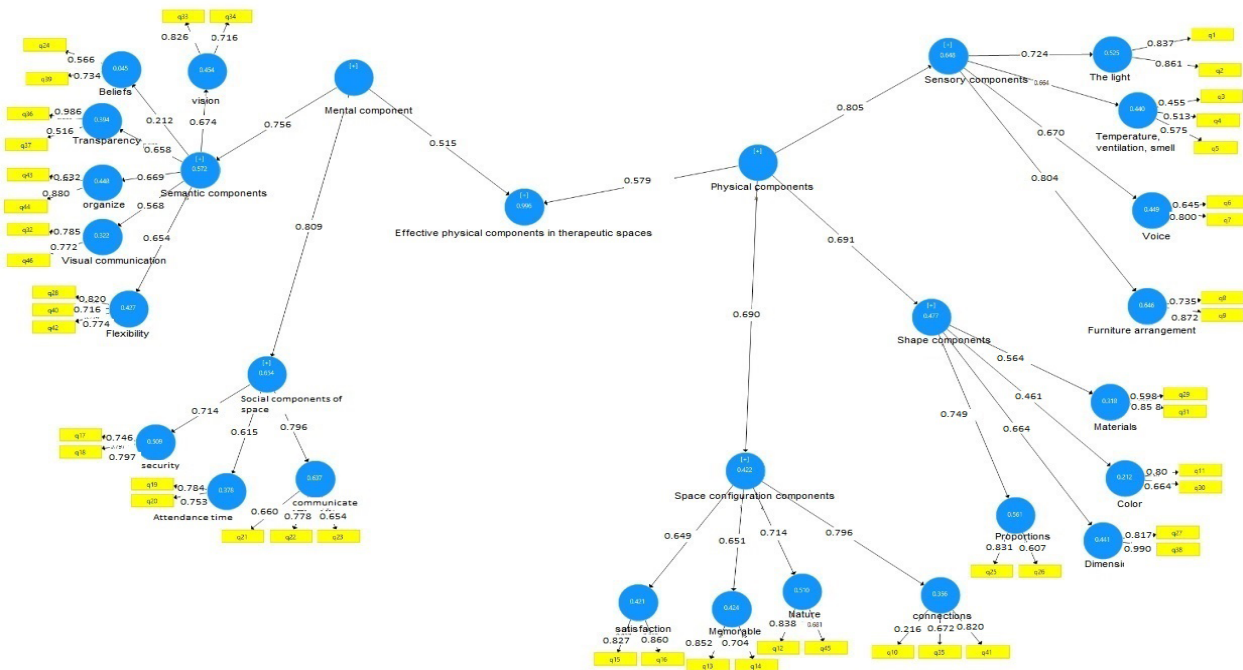 q33
q34
0.826
0.716
q24
0.566
q39
0.734
0.045
Beliefs
0.454
vision
[+]
Mental component
q36
0.986
0.594
Transparency
q37
0.516
0.212
0.674
0.658
0.756
0.515
[-]
0.572
Semantic components
q43
0.632
0.448
organize
q44
0.880
0.669
0.568
q32
0.785
0.322
Visual communication
0.772
0.654
0.820
q40
0.716
q42
0.774
Flexibility
[-]
0.996
Effective physical components in therapeutic spaces
0.579
[+]
Physical components
0.805
0.809
[-]
0.648
Sensory components
0.724
0.525
The light
0.837
q1
0.861
q2
0.664
0.440
Temperature,
ventilation, smell
0.455
q3
0.513
q4
0.575
q5
0.670
0.804
0.449
Voice
0.645
q6
0.800
q7
0.646
Furniture arrangement
0.735
q8
0.872
q9
0.691
0.690
[+]
0.477
Shape components
0.564
0.461
0.749
0.664
0.318
Materials
0.598
q29
0.85 8
q31
0.212
Color
0.80
q11
0.664
q30
0.441
Dimensi
0.817
q27
0.990
q38
0.561
Proportions
0.831
0.607
q25
q26
[+]
0.654
Social components of
space
0.714
0.615
0.796
q17
0.746
q18
0.797
0.509
security
q19
0.784
q20
0.753
0.378
Attendance time
0.637
communicate
0.660
0.778
0.654
q21
q22
q23
[+]
0.422
Space configuration components
0.649
0.651
0.714
0.796
0.421
satisfaction
0.827
0.860
q15
q16
0.424
Memorable
0.852
0.704
q13
q14
0.510
Nature
0.838
0.681
q12
q45
connections
0.216
0.672
0.820
q10
q35
q41